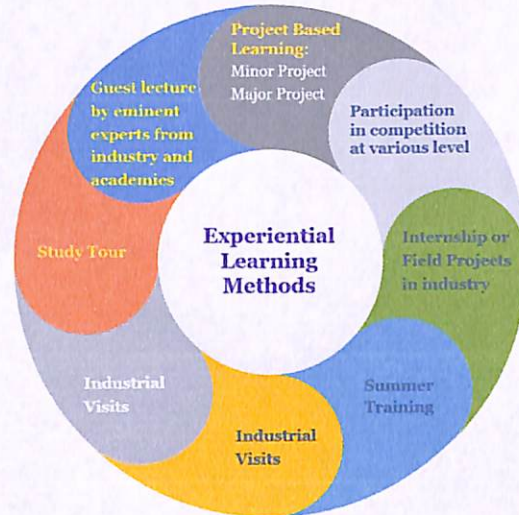 Project Based
Learning:
Minor Project
Major Project
Guest lecture
by eminent
experts from
industry and
academics
Participation
in competition
at various level
Experiential
Learning
Methods
Study Tour
Internship or
Field Projects
in industry
Industrial
Visits
Summer
Training
Industrial
Visits